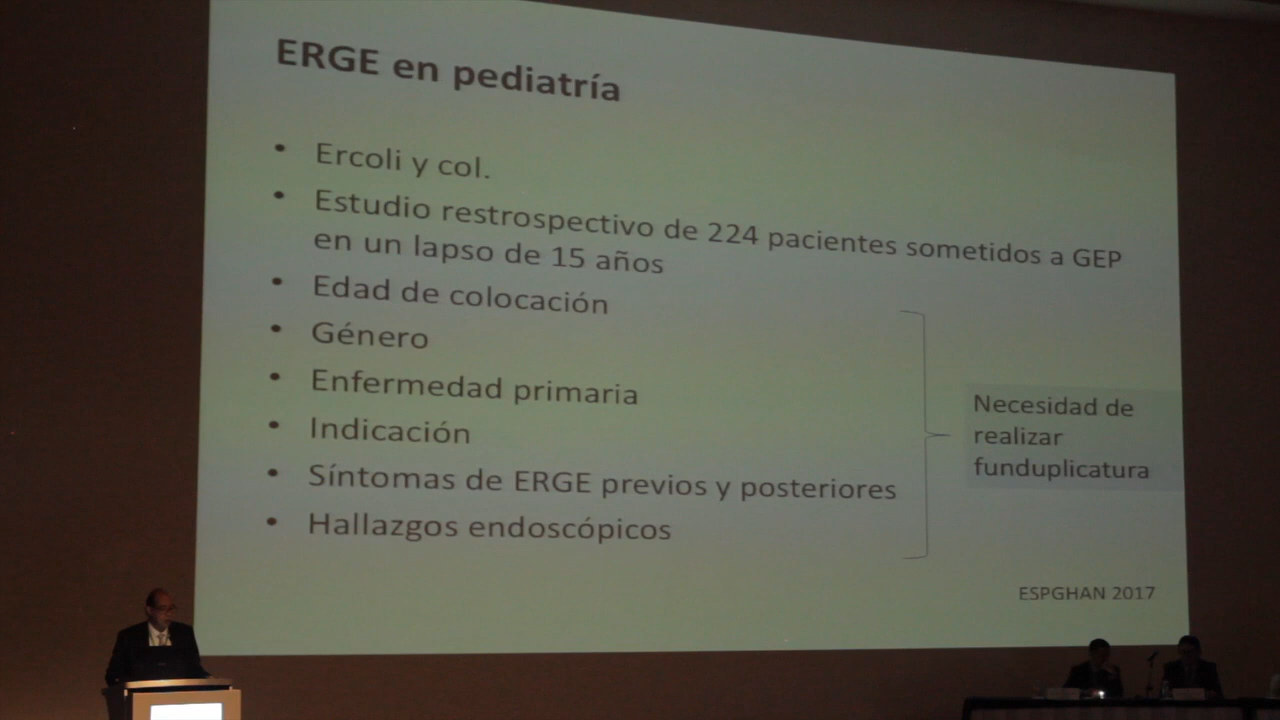 ERGE en pediatría
• Ercoli y col.
• Estudio restrospectivo de 224 pacientes sometidos a GEP
en un lapso de 15 años
• Edad de colocación
• Género
• Enfermedad primaria
• Indicación
• Síntomas de ERGE previos y posteriores
• Hallazgos endoscópicos
Necesidad de
realizar
funduplicatura
ESPGHAN 2017